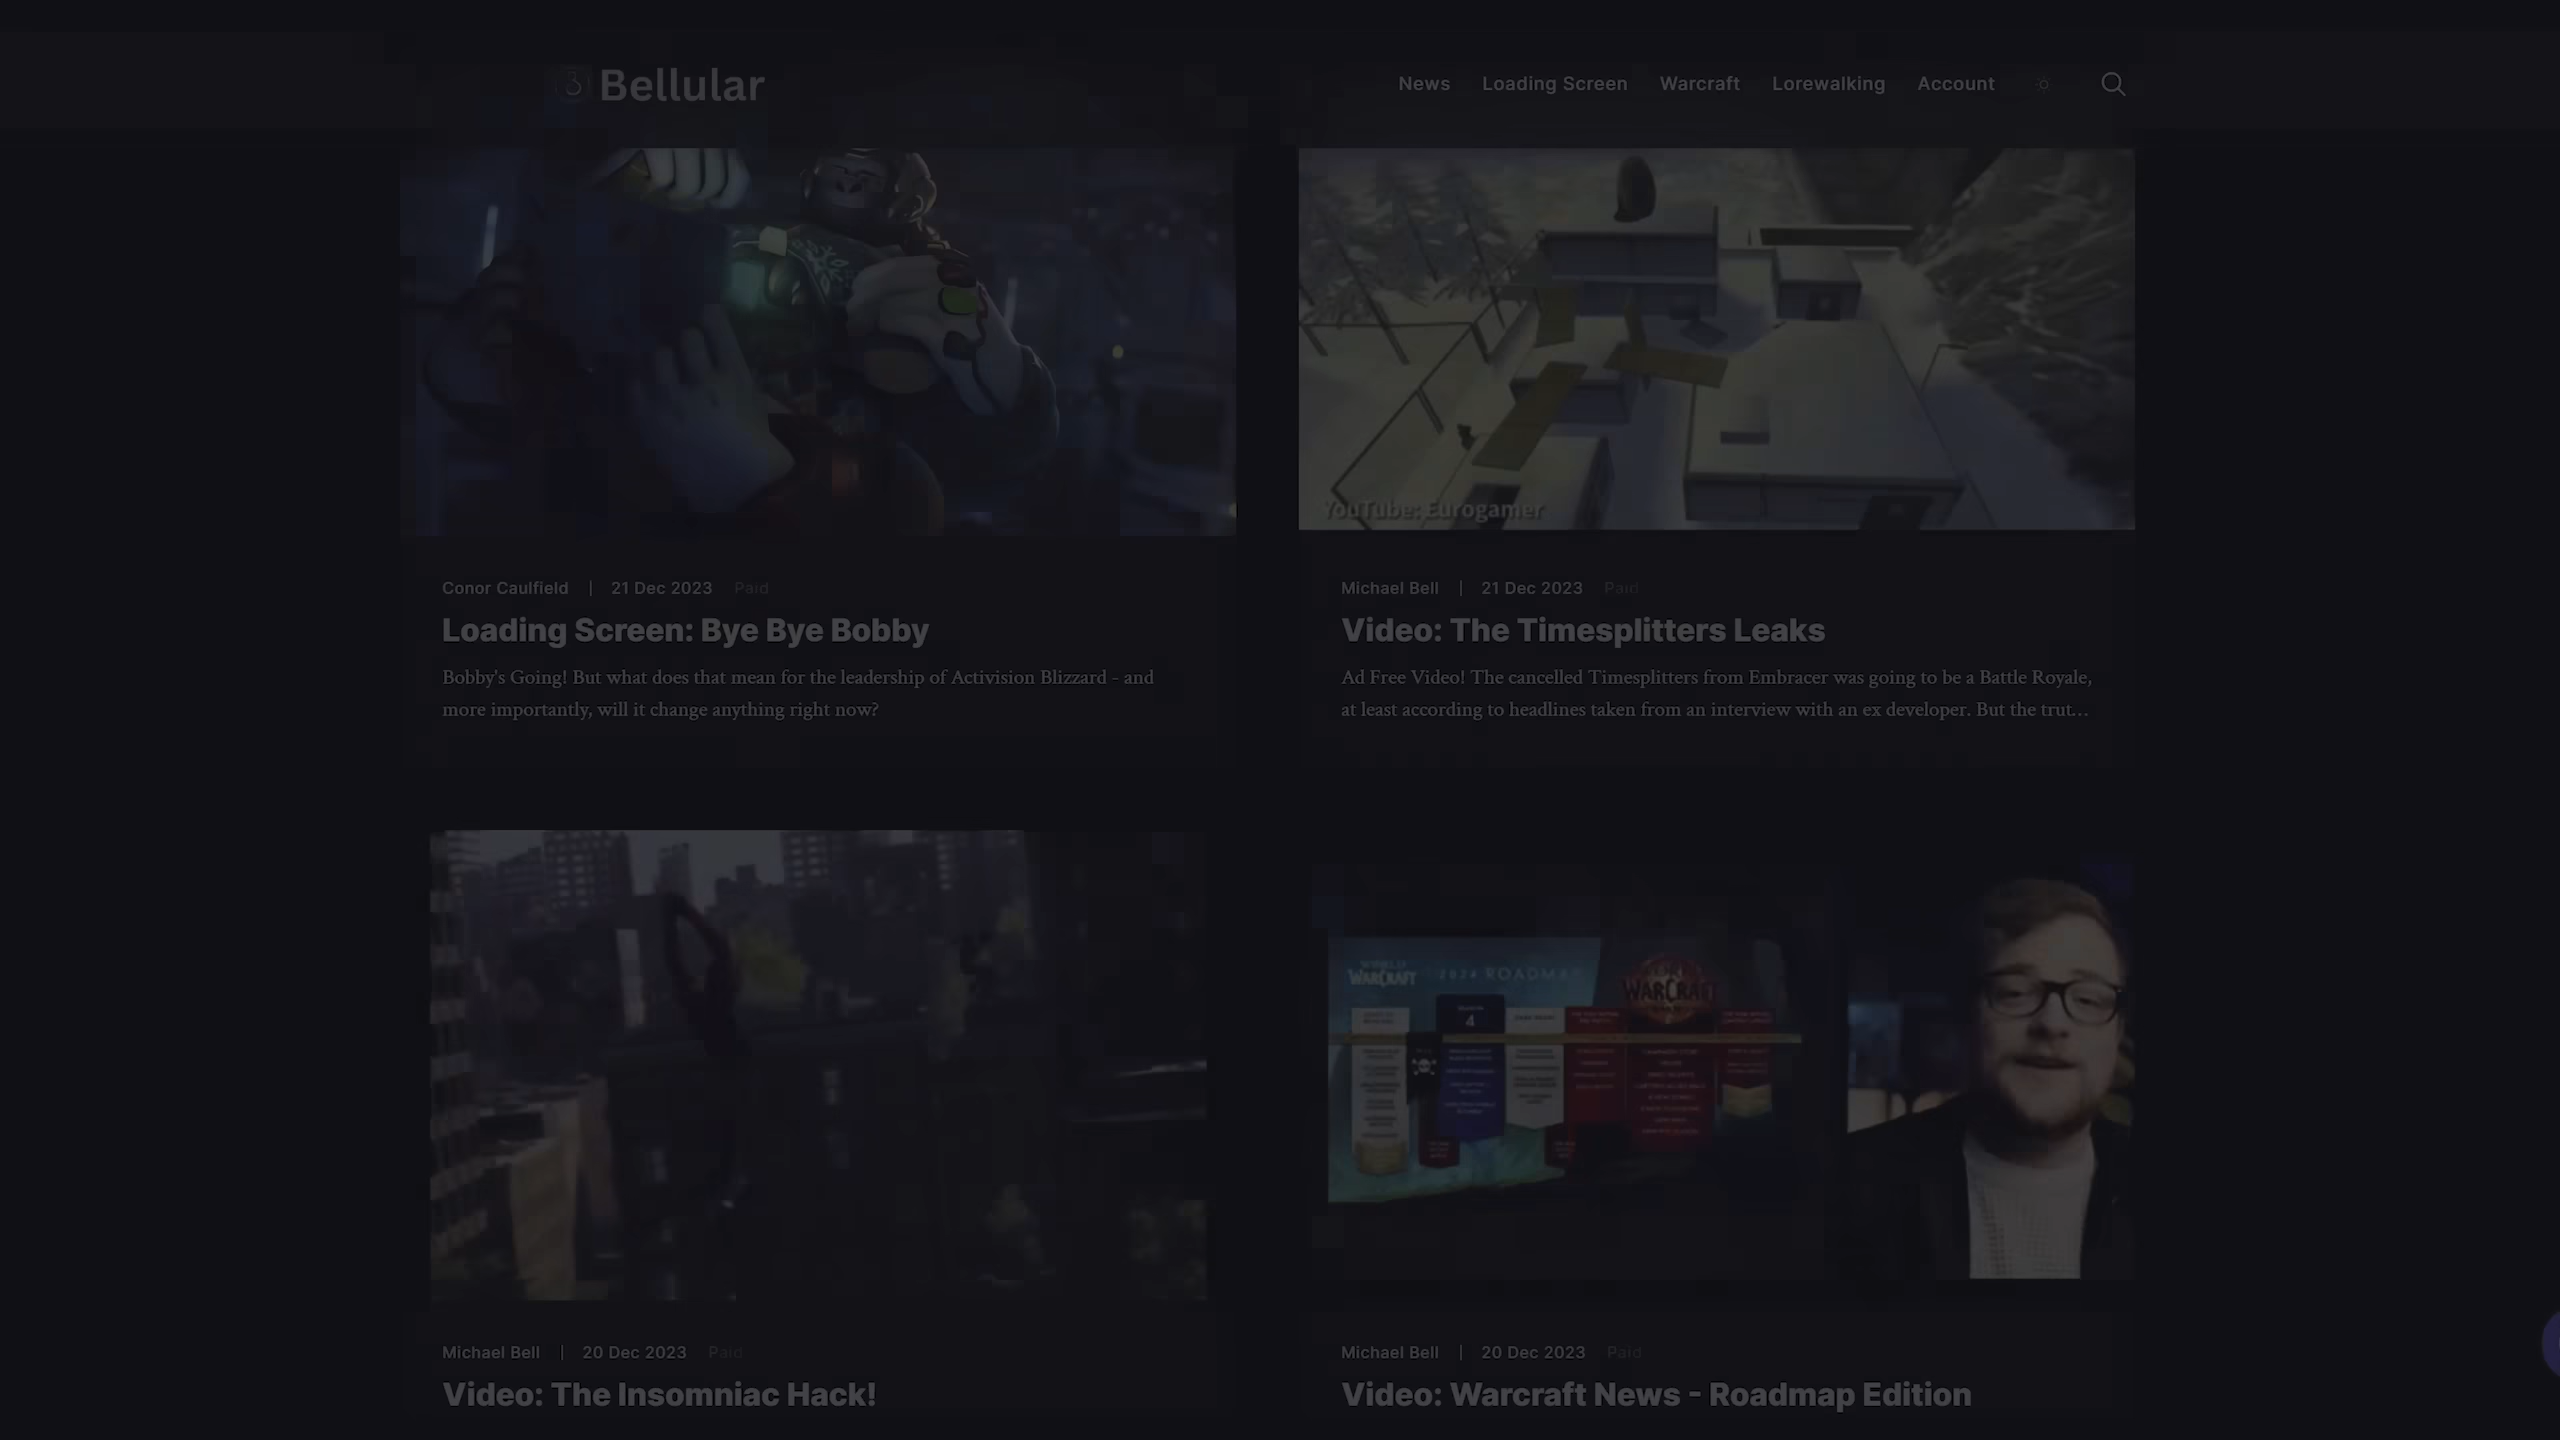 Bellular
News
Loading Screen
Warcraft
Lorewalking
Account
YouTube: Eurogamer
Conor Caulfield | 21 Dec 2023 Paid
Loading Screen: Bye Bye Bobby
Bobby's Going! But what does that mean for the leadership of Activision Blizzard - and
more importantly, will it change anything right now?
Michael Bell | 21 Dec 2023 Paid
Video: The Timesplitters Leaks
Ad Free Video! The cancelled Timesplitters from Embracer was going to be a Battle Royale,
at least according to headlines taken from an interview with an ex developer. But the trut...
WARCRAFT
2024 ROADMAP
WARCRAFT
4
Michael Bell | 20 Dec 2023 Paid
Video: The Insomniac Hack!
Michael Bell | 20 Dec 2023 Paid
Video: Warcraft News - Roadmap Edition